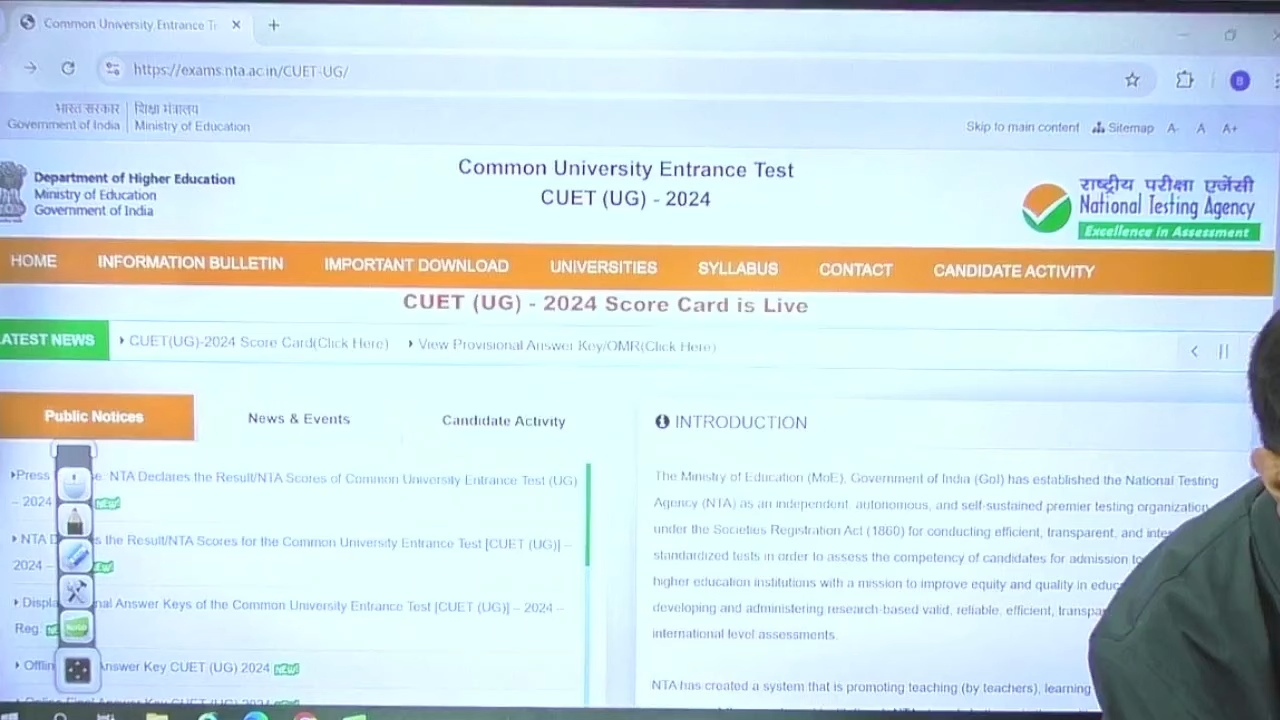 Common University Entrance Te
https://exams.nta.ac.in/CUET-UG/
B
भारत सरकार शिक्षा मंत्रालय
Government of India Ministry of Education
Skip to main content Sitemap A- A A+
Department of Higher Education
Ministry of Education
Government of India
Common University Entrance Test
CUET (UG) - 2024
राष्ट्रीय परीक्षा एजेंसी
National Testing Agency
Excellence in Assessment
HOME INFORMATION BULLETIN IMPORTANT DOWNLOAD UNIVERSITIES SYLLABUS CONTACT CANDIDATE ACTIVITY
CUET (UG) - 2024 Score Card is Live
ATEST NEWS CUET(UG)-2024 Score Card(Click Here) View Provisional Answer Key/OMR(Click Here)
Public Notices News & Events Candidate Activity
Press e: NTA Declares the Result/NTA Scores of Common University Entrance Test (UG)
– 2024 NEW!
NTA D s the Result/NTA Scores for the Common University Entrance Test [CUET (UG)] –
2024 –
Displa nal Answer Keys of the Common University Entrance Test [CUET (UG)] – 2024 –
Reg
Offlin Answer Key CUET (UG) 2024 NEW!
INTRODUCTION
The Ministry of Education (MoE), Government of India (GoI) has established the National Testing
Agency (NTA) as an independent, autonomous, and self-sustained premier testing organization
under the Societies Registration Act (1860) for conducting efficient, transparent, and inte
standardized tests in order to assess the competency of candidates for admission to
higher education institutions with a mission to improve equity and quality in educ
developing and administering research-based valid, reliable, efficient, transpa
international level assessments.
NTA has created a system that is promoting teaching (by teachers), learning